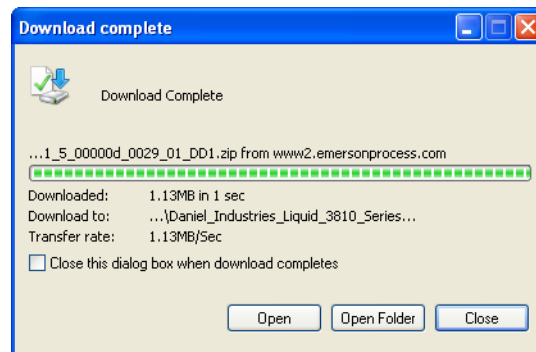 Download complete
Download Complete
...1_5_00000d_0029_01_DD1.zip from www2.emersonprocess.com
Downloaded: 1.13MB in 1 sec
Download to: ...\Daniel_Industries_Liquid_3810_Series...
Transfer rate: 1.13MB/Sec
Close this dialog box when download completes
Open Open Folder Close